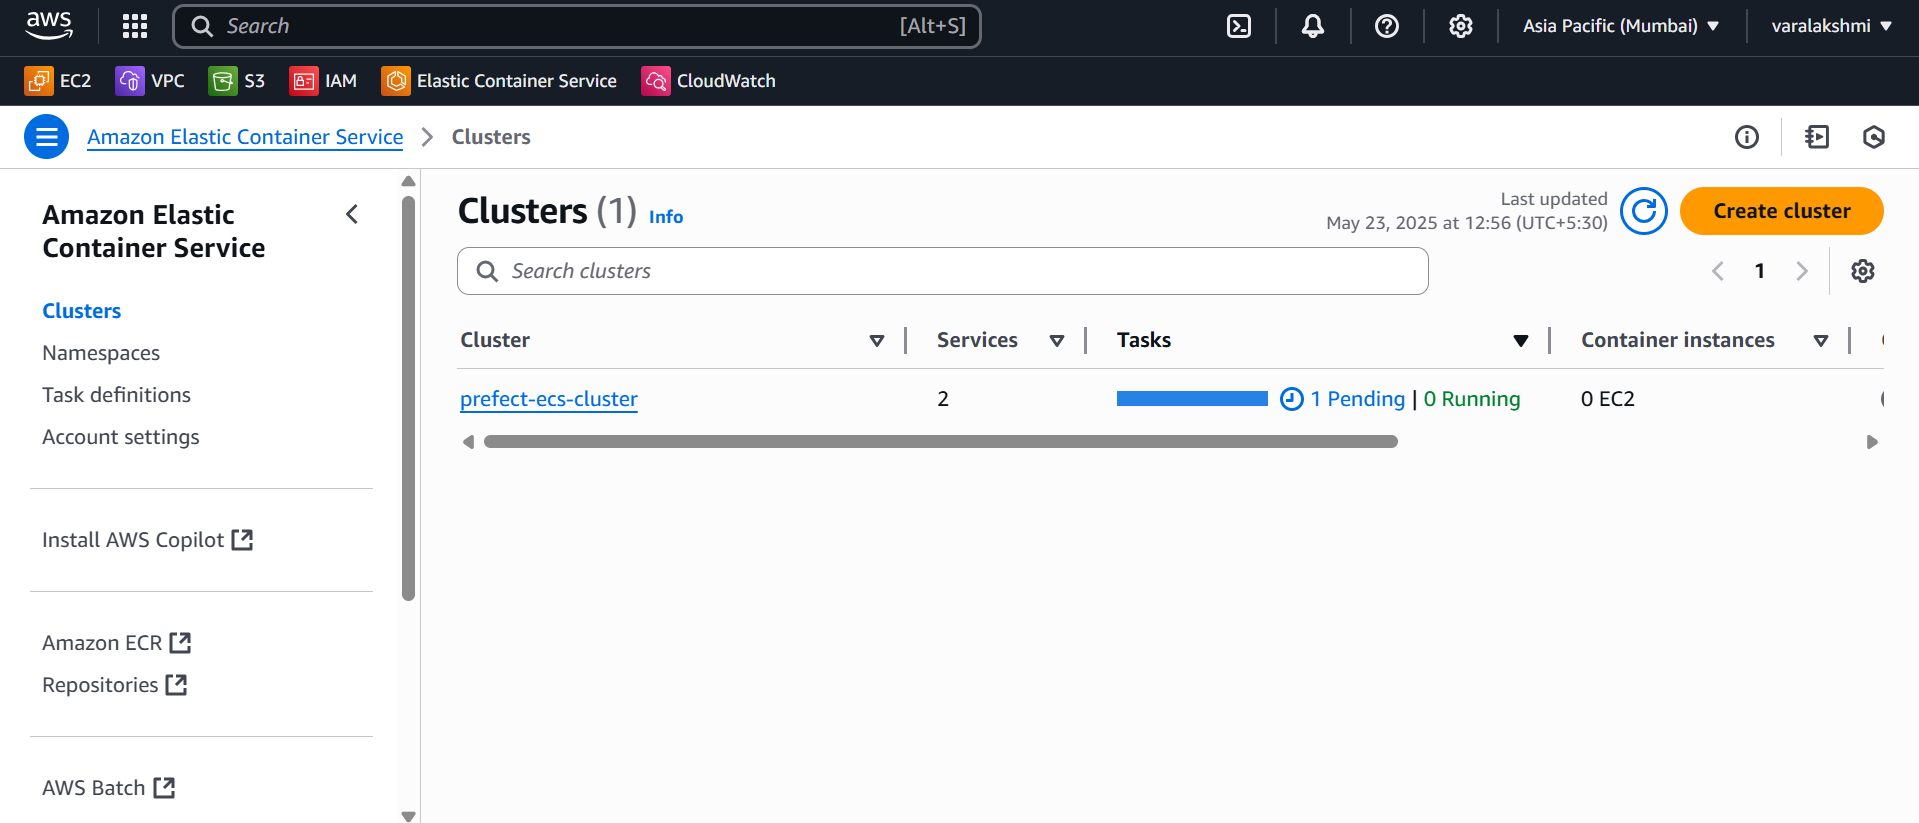 aws
Search [Alt+S]
Asia Pacific (Mumbai)
varalakshmi
EC2 VPC S3 IAM Elastic Container Service CloudWatch
Amazon Elastic Container Service Clusters
Amazon Elastic
Container Service
Clusters
Namespaces
Task definitions
Account settings
Install AWS Copilot
Amazon ECR
Repositories
AWS Batch
Clusters (1) Info
Last updated
May 23, 2025 at 12:56 (UTC+5:30)
Create cluster
Search clusters
1
Cluster Services Tasks Container instances
prefect-ecs-cluster 2 1 Pending | 0 Running 0 EC2